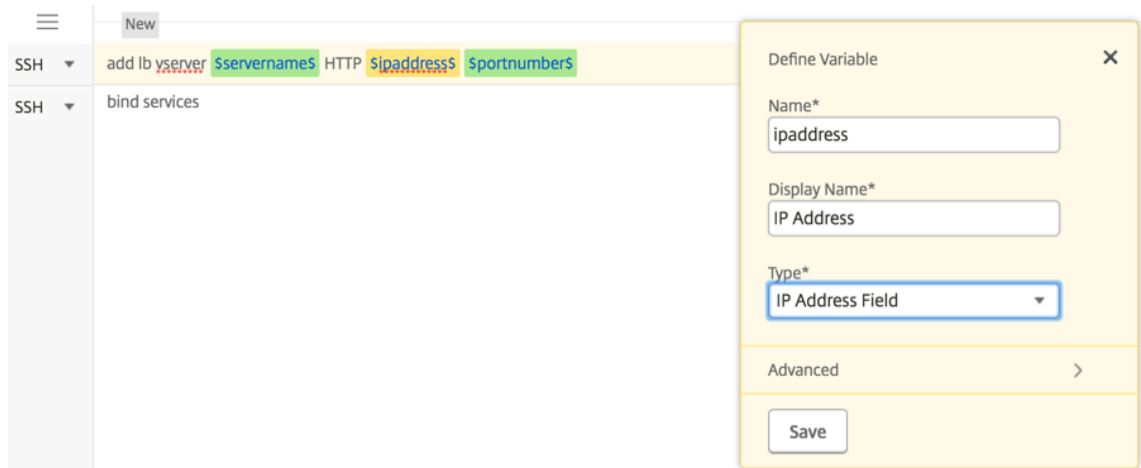 New
SSH add lb vserver $servername$ HTTP $ipaddress$ $portnumber$
SSH bind services
Define Variable
Name*
ipaddress
Display Name*
IP Address
Type*
IP Address Field
Advanced
Save